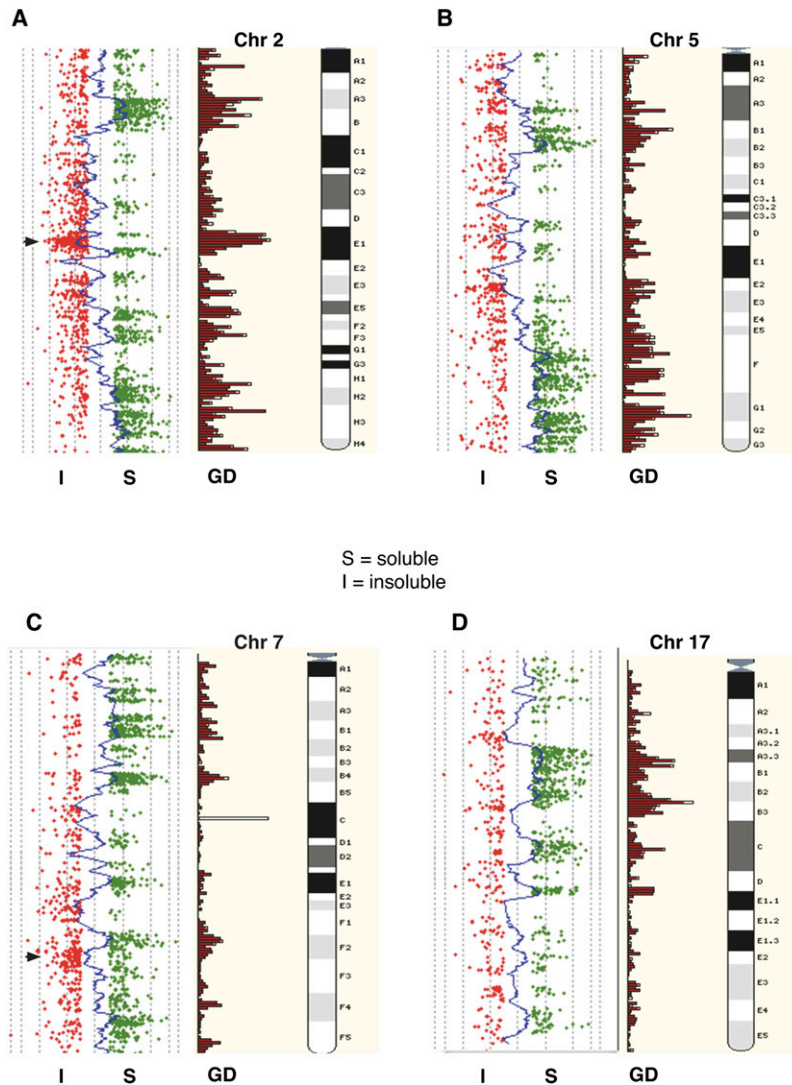 A
Chr 2
A1
A2
A3
B
C1
C2
C3
D
E1
E2
E3
E5
F2
F3
G1
G3
H1
H2
H3
H4
I S GD
B
Chr 5
A1
A2
A3
B1
B2
B3
C1
C3.1
C3.2
C3.3
D
E1
E2
E3
E4
E5
F
G1
G2
G3
I S GD
S = soluble
I = insoluble
C
Chr 7
A1
A2
A3
B1
B2
B3
B4
B5
C
D1
D2
E1
E2
E3
F1
F2
F3
F4
F5
I S GD
D
Chr 17
A1
A2
A3.1
A3.2
A3.3
B1
B2
B3
C
D
E1.1
E1.2
E1.3
E2
E3
E4
E5
I S GD